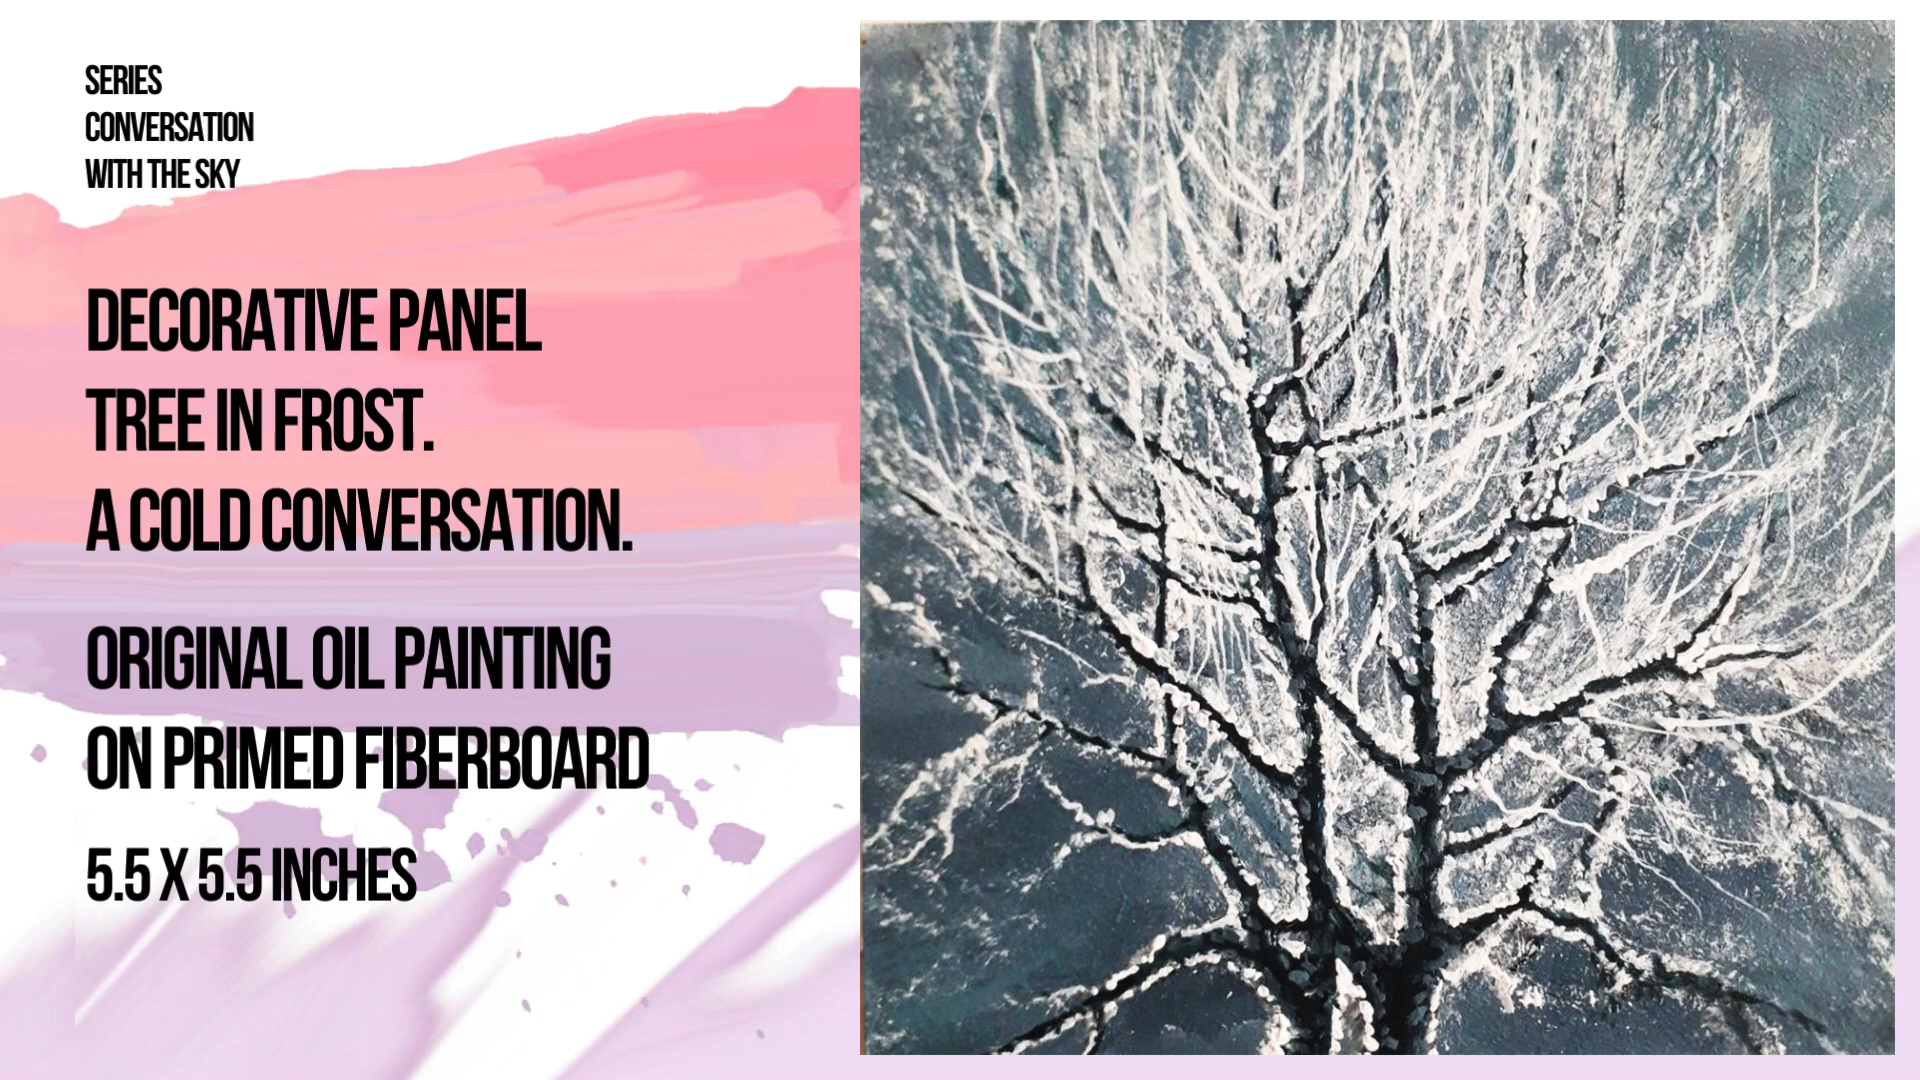 SERIES
CONVERSATION
WITH THE SKY
DECORATIVE PANEL
TREE IN FROST.
A COLD CONVERSATION.
ORIGINAL OIL PAINTING
ON PRIMED FIBERBOARD
5.5 X 5.5 INCHES